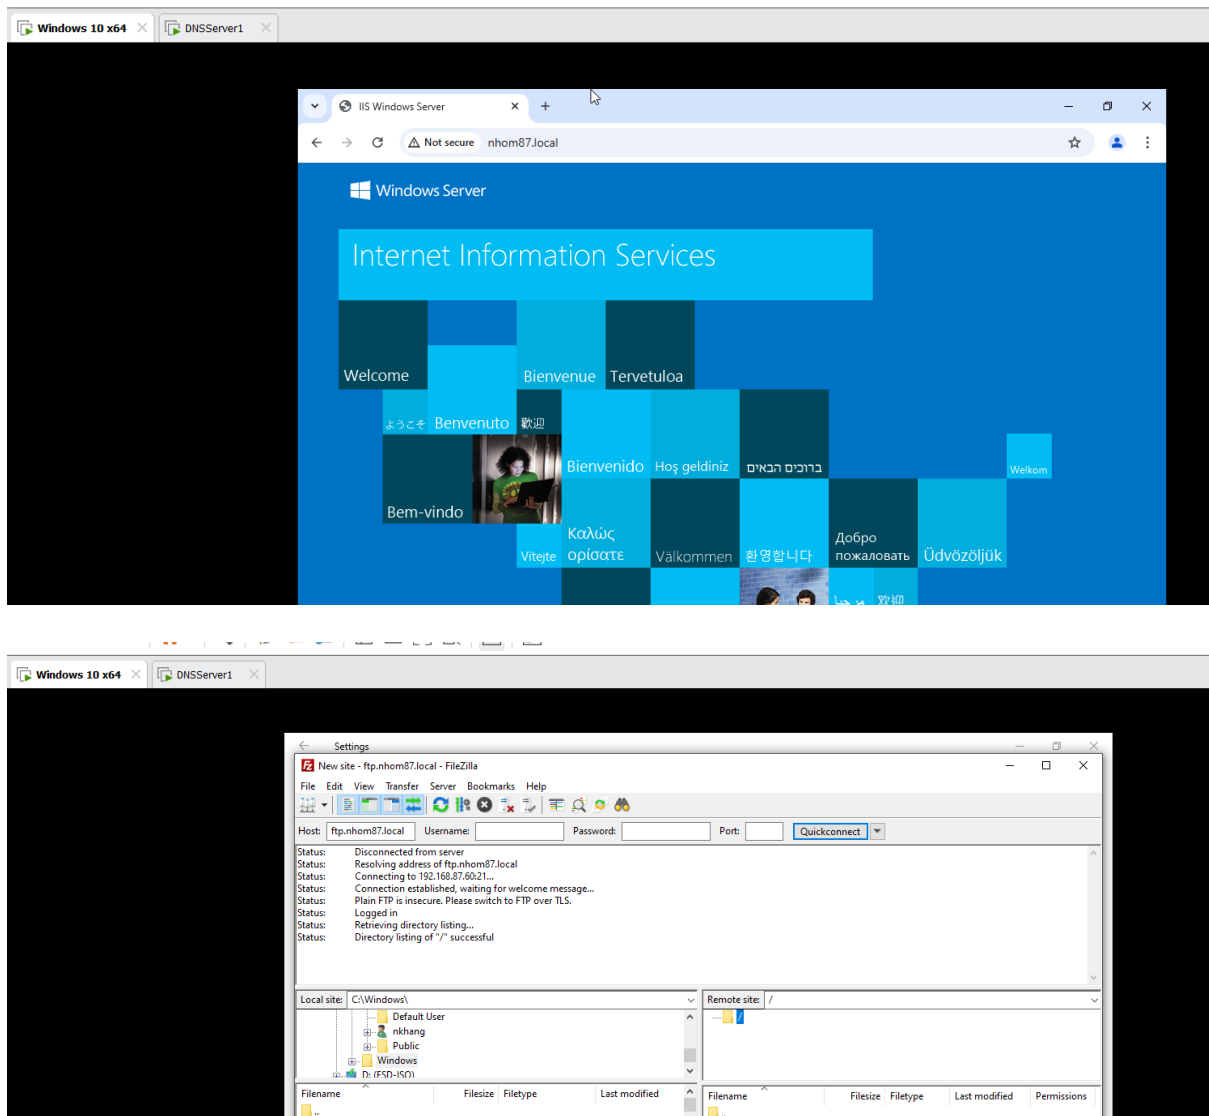 Windows 10 x64
DNSServer1
IIS Windows Server
Not secure nhom87.local
Windows Server
Internet Information Services
Welcome
Bienvenue
Tervetuloa
ようこそ
Benvenuto
歡迎
Bienvenido
Hoş geldiniz
ברוכים הבאים
Welkom
Bem-vindo
Vítejte
Καλώς
ορίσατε
Välkommen
환영합니다
Добро
пожаловать
Üdvözöljük
欢迎
Windows 10 x64
DNSServer1
Settings
New site - ftp.nhom87.local - FileZilla
File Edit View Transfer Server Bookmarks Help
Host: ftp.nhom87.local Username: Password: Port: Quickconnect
Status: Disconnected from server
Status: Resolving address of ftp.nhom87.local
Status: Connecting to 192.168.87.60:21...
Status: Connection established, waiting for welcome message...
Status: Plain FTP is insecure. Please switch to FTP over TLS.
Status: Logged in
Status: Retrieving directory listing...
Status: Directory listing of "/" successful
Local site: C:\Windows\
Remote site: /
Default User
/
nkhang
Public
Windows
D: (ESD-ISO)
Filename Filesize Filetype Last modified
Filename Filesize Filetype Last modified Permissions
..
..